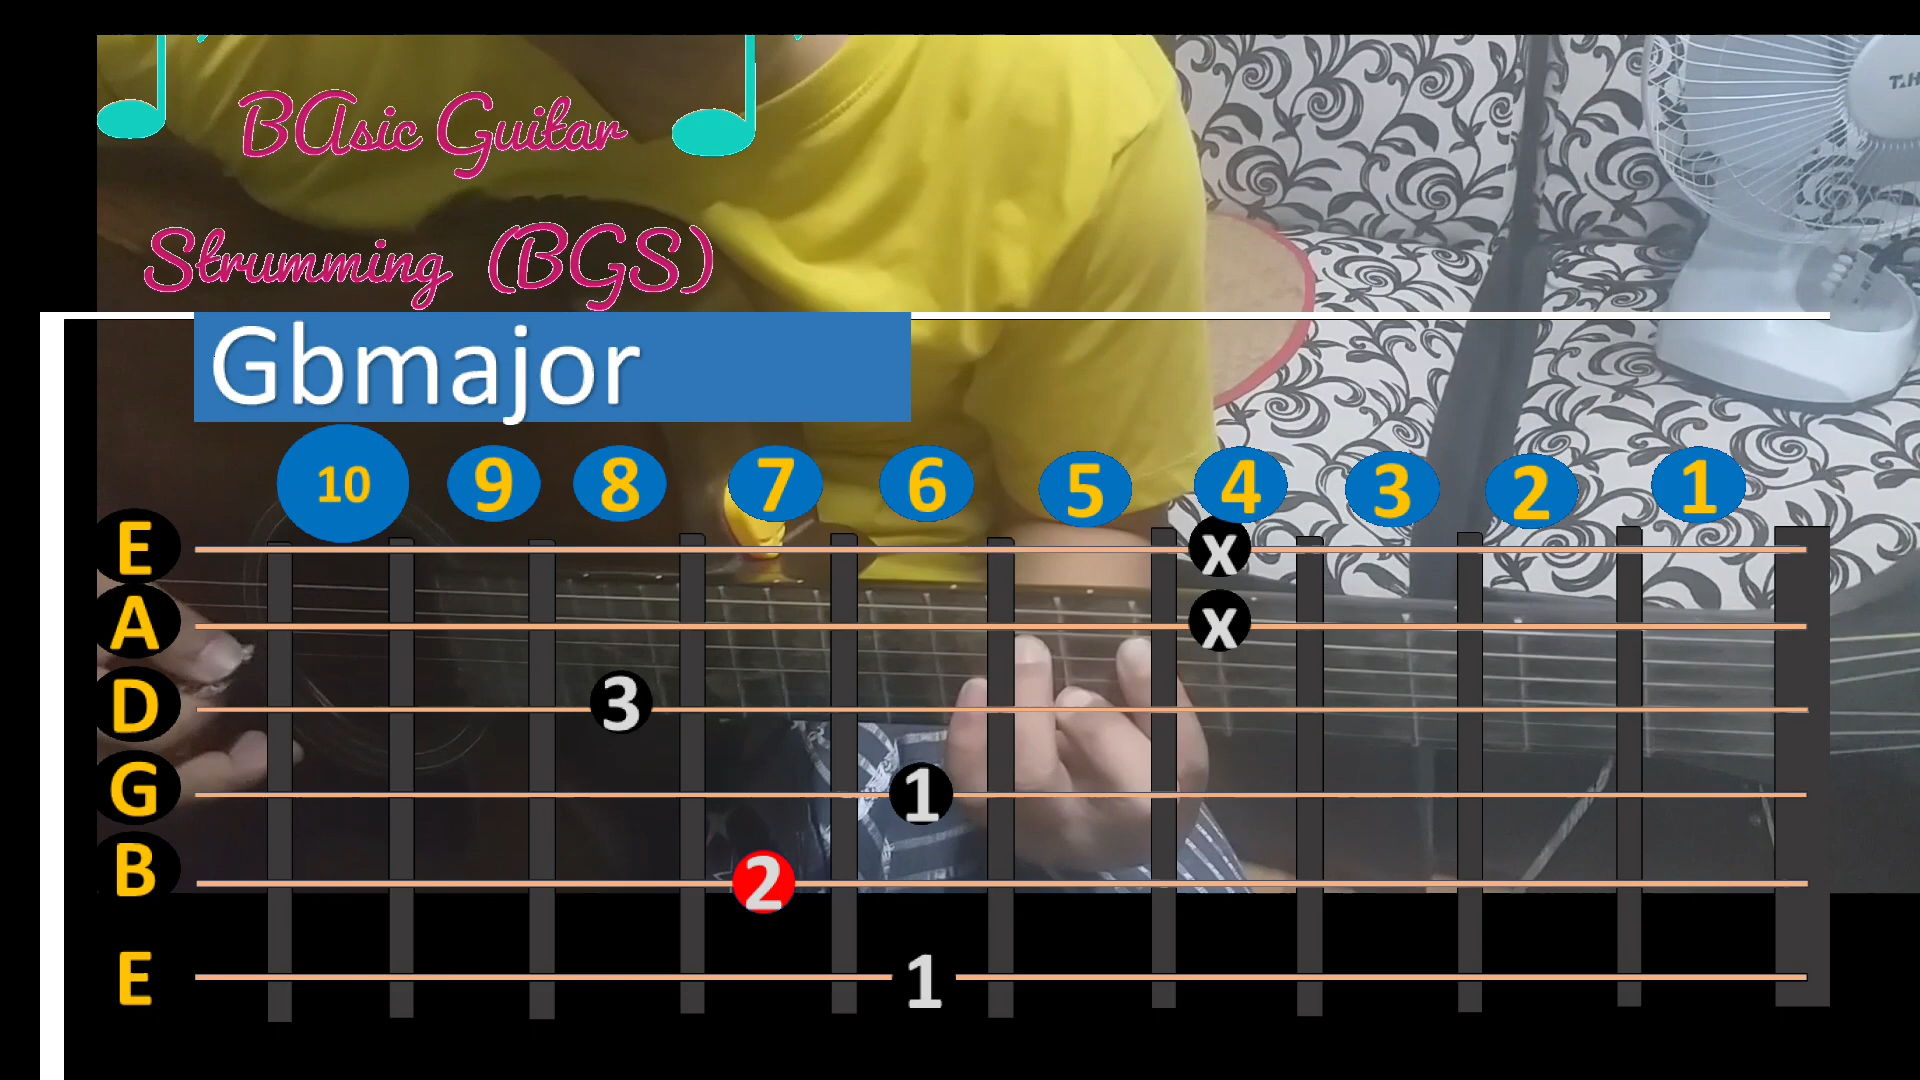 BAsic Guitar
Strumming (BGS)
Gbmajor
10 9 8 7 6 5 4 3 2 1
E x
A x
D 3
G 1
B 2
E 1